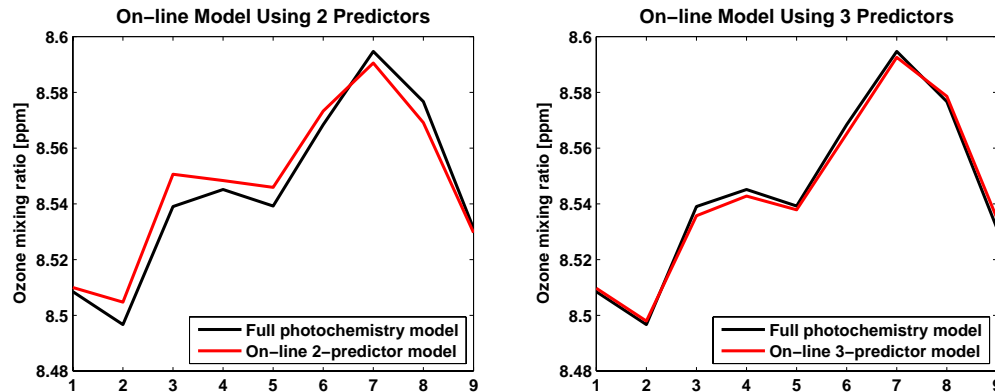 On-line Model Using 2 Predictors
Ozone mixing ratio [ppm]
8.6
8.58
8.56
8.54
8.52
8.5
8.48
1 2 3 4 5 6 7 8 9
Full photochemistry model
On-line 2-predictor model
On-line Model Using 3 Predictors
Ozone mixing ratio [ppm]
8.6
8.58
8.56
8.54
8.52
8.5
8.48
1 2 3 4 5 6 7 8 9
Full photochemistry model
On-line 3-predictor model